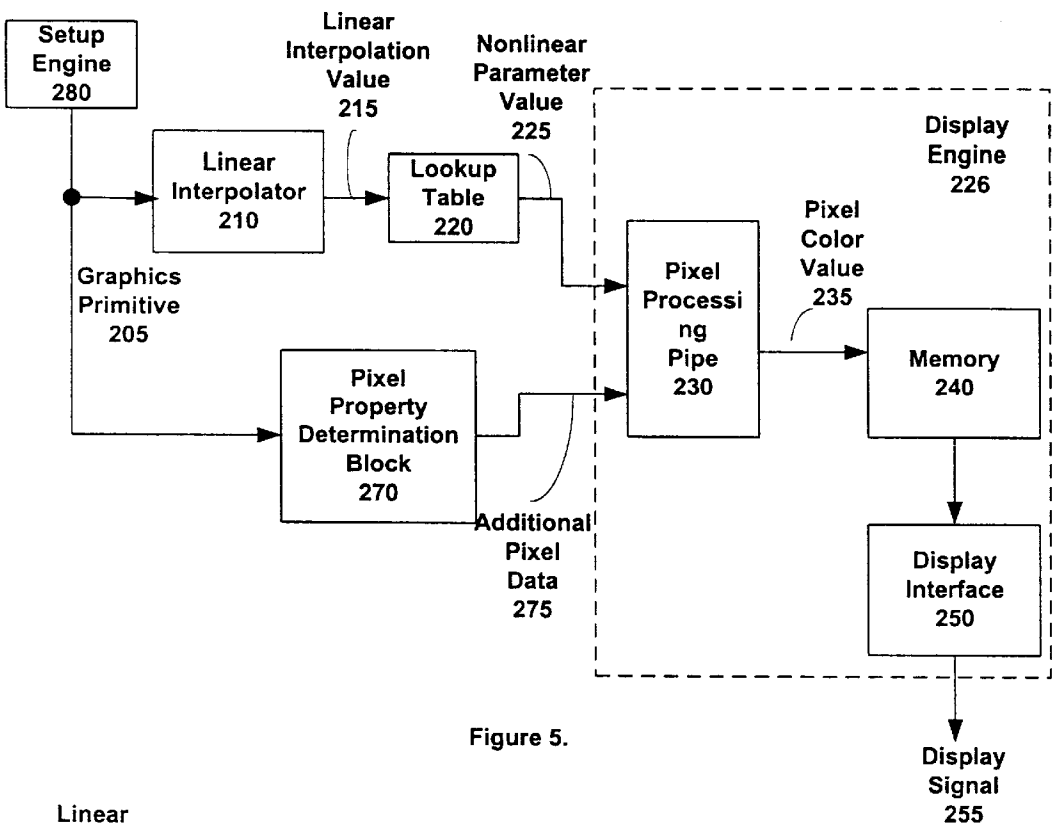 Setup
Engine
280
Linear
Interpolation
Value
215
Nonlinear
Parameter
Value
225
Display
Engine
226
Linear
Interpolator
210
Lookup
Table
220
Pixel
Color
Value
235
Graphics
Primitive
205
Pixel
Processi
ng
Pipe
230
Memory
240
Pixel
Property
Determination
Block
270
Additional
Pixel
Data
275
Display
Interface
250
Figure 5.
Display
Signal
255
Linear